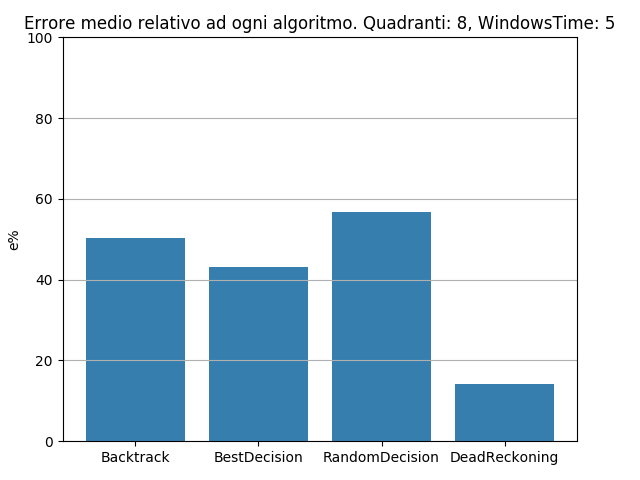 Errore medio relativo ad ogni algoritmo. Quadranti: 8, WindowsTime: 5
100
80
60
40
20
0
e%
Backtrack BestDecision RandomDecision DeadReckoning